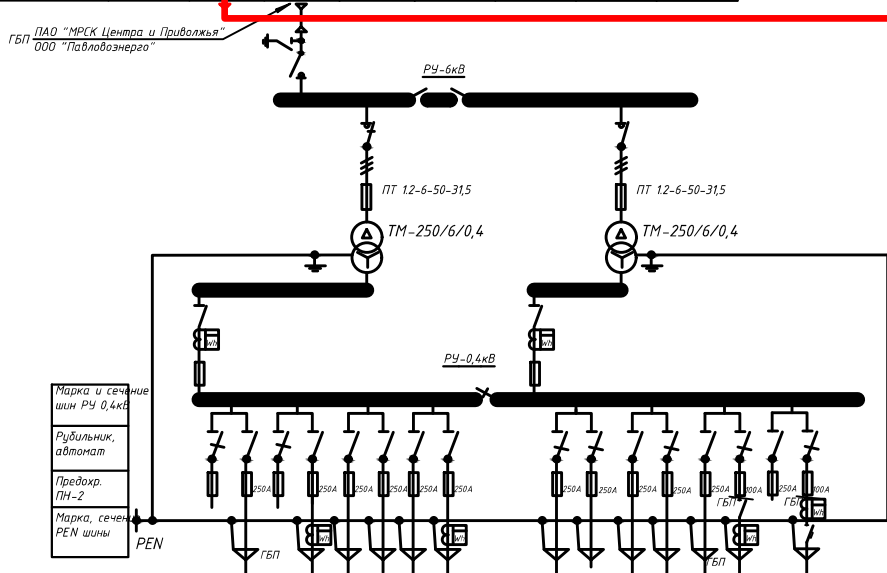 ГБП
ПАО "МРСК Центра и Приволжья"
ООО "Павловоэнерго"
РУ-6кВ
ПТ 1.2-6-50-31,5
ПТ 1.2-6-50-31,5
ТМ-250/6/0,4
ТМ-250/6/0,4
Wh
Wh
РУ-0,4кВ
Марка и сечение
шин РУ 0,4кВ
Рубильник,
автомат
Предохр.
ПН-2
Марка, сечени
PEN шины
250А
250А
250А
250А
250А
250А
250А
250А
250А
100А
250А
100А
ГБП
ГБП
Wh
PEN
Wh
Wh
Wh
ГБП
ГБП